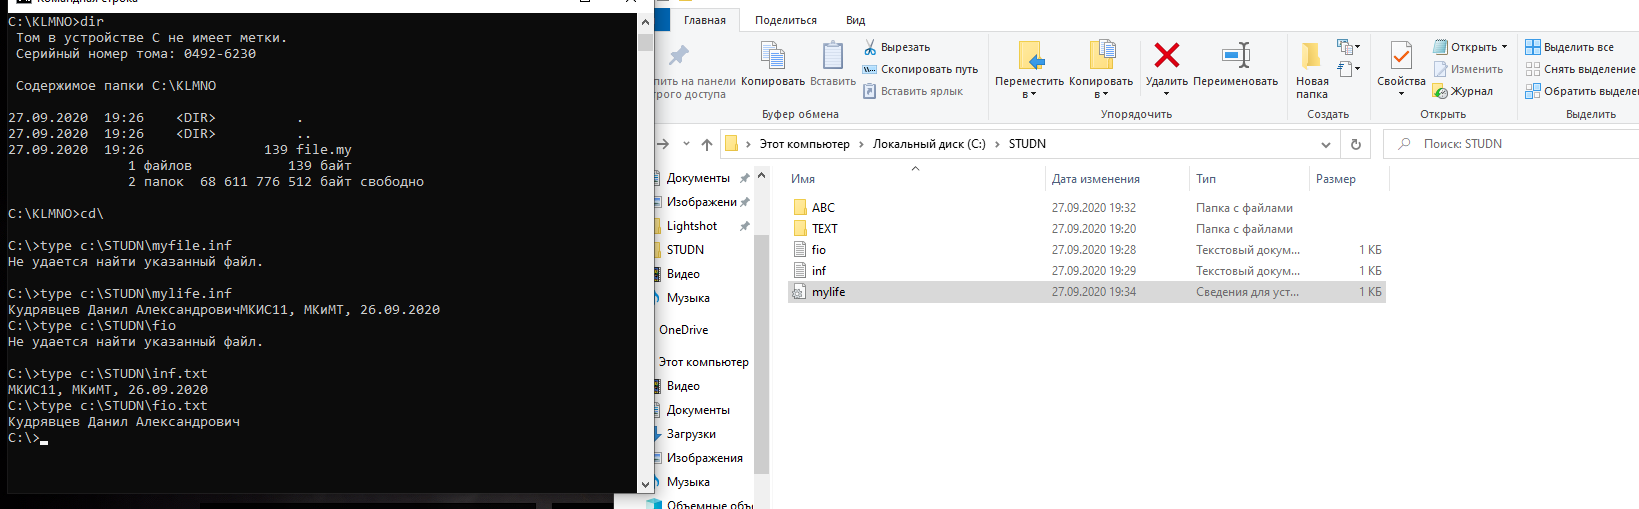 Командная строка
C:\KLMNO>dir
Том в устройстве C не имеет метки.
Серийный номер тома: 0492-6230
Содержимое папки C:\KLMNO
27.09.2020 19:26 <DIR> .
27.09.2020 19:26 <DIR> ..
27.09.2020 19:26 139 file.my
1 файлов 139 байт
2 папок 68 611 776 512 байт свободно
C:\KLMNO>cd\
C:\>type c:\STUDN\myfile.inf
Не удается найти указанный файл.
C:\>type c:\STUDN\mylife.inf
Кудрявцев Данил АлександровичМКИС11, МКиМТ, 26.09.2020
C:\>type c:\STUDN\fio
Не удается найти указанный файл.
C:\>type c:\STUDN\inf.txt
МКИС11, МКиМТ, 26.09.2020
C:\>type c:\STUDN\fio.txt
Кудрявцев Данил Александрович
C:\>
Главная Поделиться Вид
пить на панели
рого доступа
Копировать
Вставить
Вырезать
Скопировать путь
Вставить ярлык
Буфер обмена
Переместить в
Копировать в
Удалить
Переименовать
Упорядочить
Новая папка
Создать
Свойства
Открыть
Изменить
Журнал
Открыть
Выделить все
Снять выделение
Обратить выделе
Выделить
Этот компьютер > Локальный диск (C:) > STUDN
Поиск: STUDN
Документы
Изображени
Lightshot
STUDN
Видео
Музыка
OneDrive
Этот компьютер
Видео
Документы
Загрузки
Изображения
Музыка
Объемные объ
Имя Дата изменения Тип Размер
ABC 27.09.2020 19:32 Папка с файлами
TEXT 27.09.2020 19:20 Папка с файлами
fio 27.09.2020 19:28 Текстовый докум... 1 КБ
inf 27.09.2020 19:29 Текстовый докум... 1 КБ
mylife 27.09.2020 19:34 Сведения для уст... 1 КБ